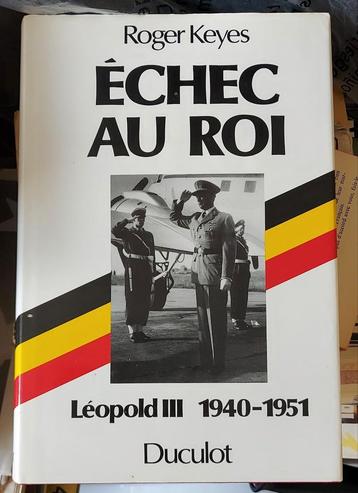 Roger Keyes
ÉCHEC
AU ROI
Léopold III 1940-1951
Duculot